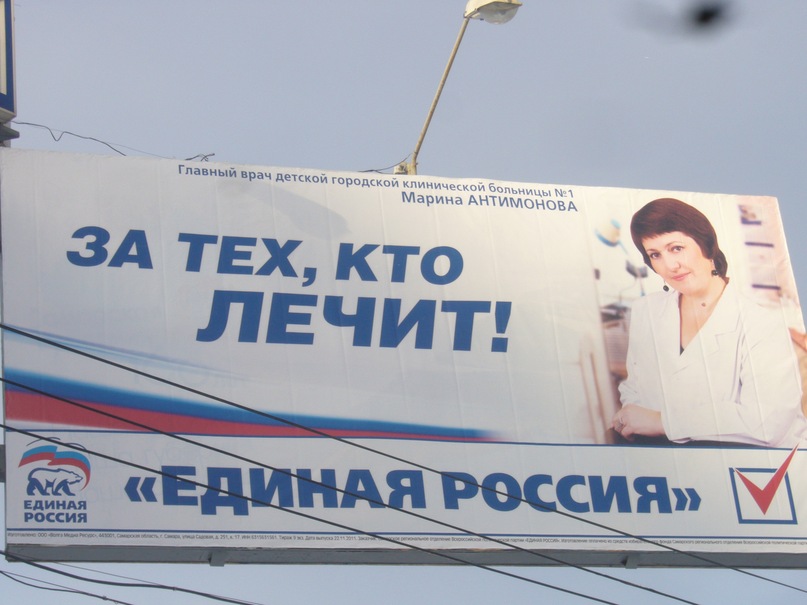 Главный врач детской городской клинической больницы №1
Марина АНТИМОНОВА
ЗА ТЕХ, КТО
ЛЕЧИТ!
ЕДИНАЯ
РОССИЯ
«ЕДИНАЯ РОССИЯ»